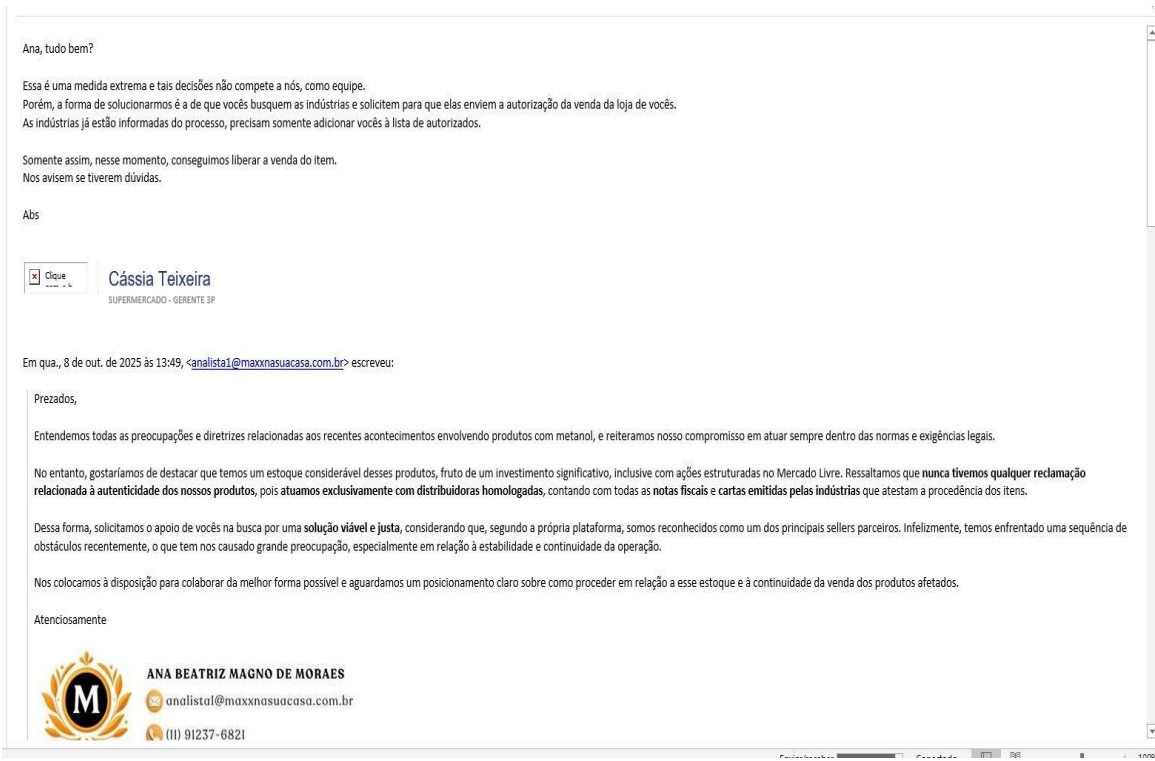 Ana, tudo bem?
Essa é uma medida extrema e tais decisões não compete a nós, como equipe.
Porém, a forma de solucionarmos é a de que vocês busquem as indústrias e solicitem para que elas enviem a autorização da venda da loja de vocês.
As indústrias já estão informadas do processo, precisam somente adicionar vocês à lista de autorizados.
Somente assim, nesse momento, conseguimos liberar a venda do item.
Nos avisem se tiverem dúvidas.
Abs
Clique
Cássia Teixeira
SUPERMERCADO - GERENTE 3P
Em qua., 8 de out. de 2025 às 13:49, <analista1@maxxnasuacasa.com.br> escreveu:
Prezados,
Entendemos todas as preocupações e diretrizes relacionadas aos recentes acontecimentos envolvendo produtos com metanol, e reiteramos nosso compromisso em atuar sempre dentro das normas e exigências legais.
No entanto, gostaríamos de destacar que temos um estoque considerável desses produtos, fruto de um investimento significativo, inclusive com ações estruturadas no Mercado Livre. Ressaltamos que nunca tivemos qualquer reclamação
relacionada à autenticidade dos nossos produtos, pois atuamos exclusivamente com distribuidoras homologadas, contando com todas as notas fiscais e cartas emitidas pelas indústrias que atestam a procedência dos itens.
Dessa forma, solicitamos o apoio de vocês na busca por uma solução viável e justa, considerando que, segundo a própria plataforma, somos reconhecidos como um dos principais sellers parceiros. Infelizmente, temos enfrentado uma sequência de
obstáculos recentemente, o que tem nos causado grande preocupação, especialmente em relação à estabilidade e continuidade da operação.
Nos colocamos à disposição para colaborar da melhor forma possível e aguardamos um posicionamento claro sobre como proceder em relação a esse estoque e à continuidade da venda dos produtos afetados.
Atenciosamente
M
ANA BEATRIZ MAGNO DE MORAES
analista1@maxxnasuacasa.com.br
(11) 91237-6821